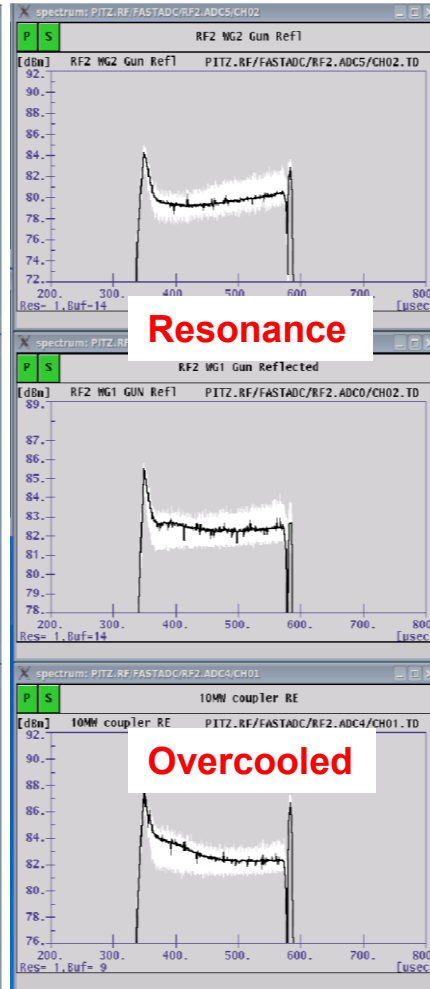 spectrum: PITZ.RF/FASTADC/RF2.ADC5/CH02
P S RF2 WG2 Gun Refl
[dBm] RF2 WG2 Gun Refl PITZ.RF/FASTADC/RF2.ADC5/CH02.TD
92.
90.
88.
86.
84.
82.
80.
78.
76.
74.
72.
200. 300. 400. 500. 600. 700. 800
Res= 1.Buf=14 [usec
Resonance
spectrum: PITZ.RF
P S RF2 WG1 Gun Reflected
[dBm] RF2 WG1 GUN Refl PITZ.RF/FASTADC/RF2.ADC0/CH02.TD
89.
87.
86.
85.
84.
83.
82.
81.
80.
79.
78.
200. 300. 400. 500. 600. 700. 800
Res= 1.Buf=14 [usec
spectrum: PITZ.RF/FASTADC/RF2.ADC4/CH01
P S 10MW coupler RE
[dBm] 10MW coupler RE PITZ.RF/FASTADC/RF2.ADC4/CH01.TD
92.
90.
Overcooled
88.
86.
84.
82.
80.
78.
76.
200. 300. 400. 500. 600. 700. 800
Res= 1.Buf= 9 [usec